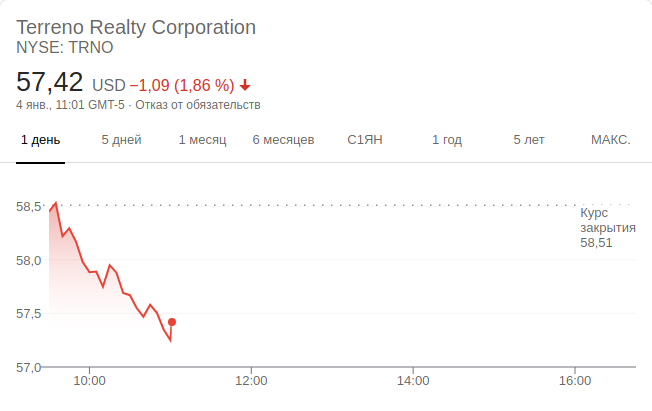 Terreno Realty Corporation
NYSE: TRNO
57,42 USD −1,09 (1,86 %)
4 янв., 11:01 GMT-5 · Отказ от обязательств
1 день 5 дней 1 месяц 6 месяцев С1ЯН 1 год 5 лет МАКС.
58,5
Курс
закрытия
58,51
58,0
57,5
57,0
10:00 12:00 14:00 16:00